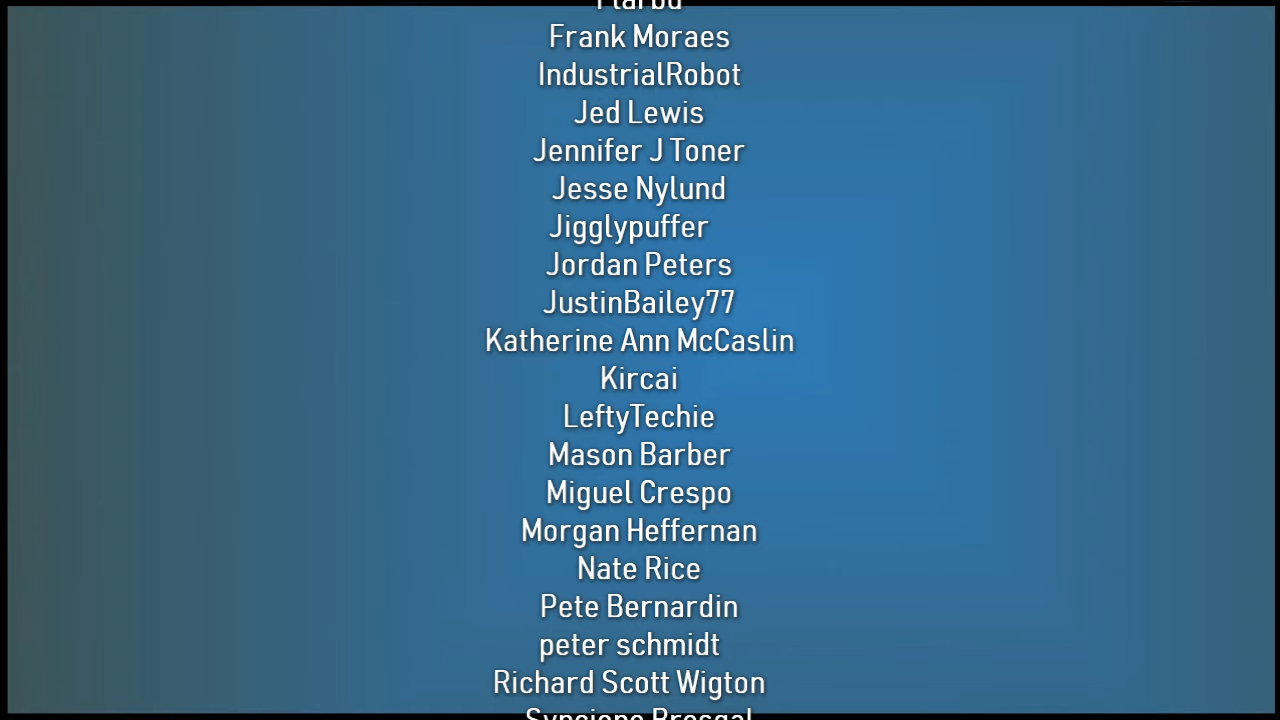 Frank Moraes
IndustrialRobot
Jed Lewis
Jennifer J Toner
Jesse Nylund
Jigglypuffer
Jordan Peters
JustinBailey77
Katherine Ann McCaslin
Kircai
LeftyTechie
Mason Barber
Miguel Crespo
Morgan Heffernan
Nate Rice
Pete Bernardin
peter schmidt
Richard Scott Wigton